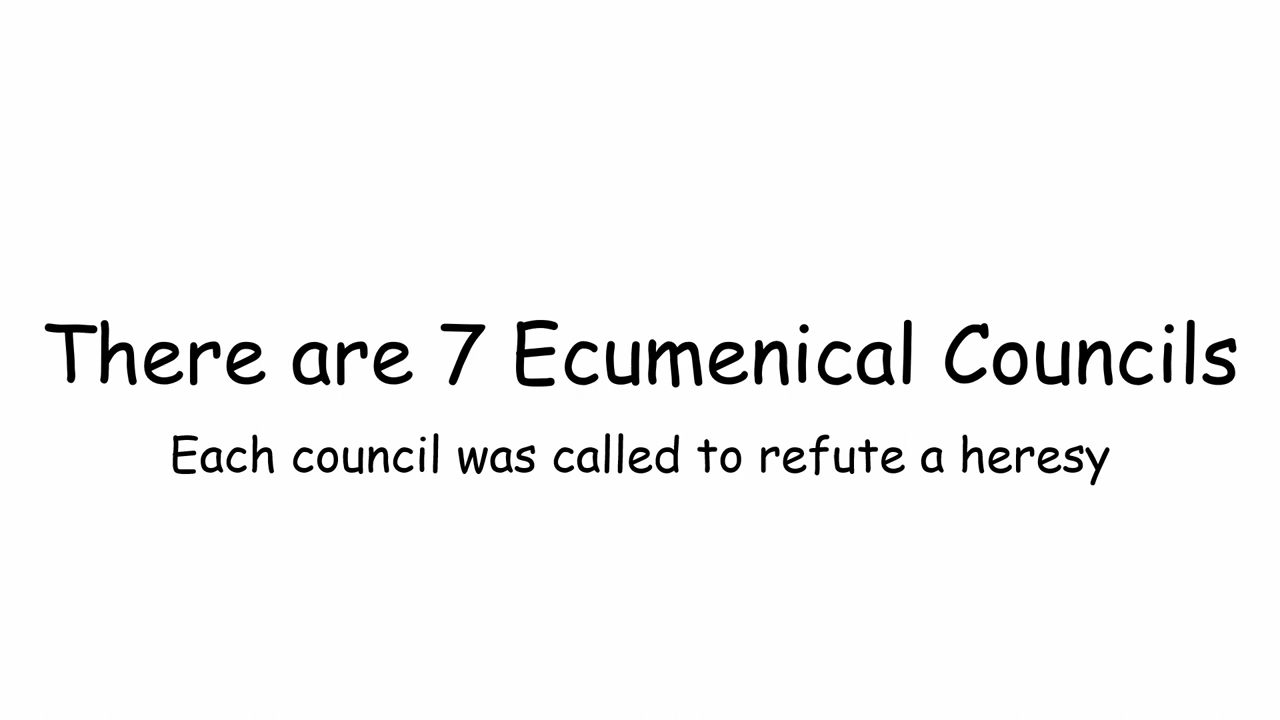 There are 7 Ecumenical Councils
Each council was called to refute a heresy